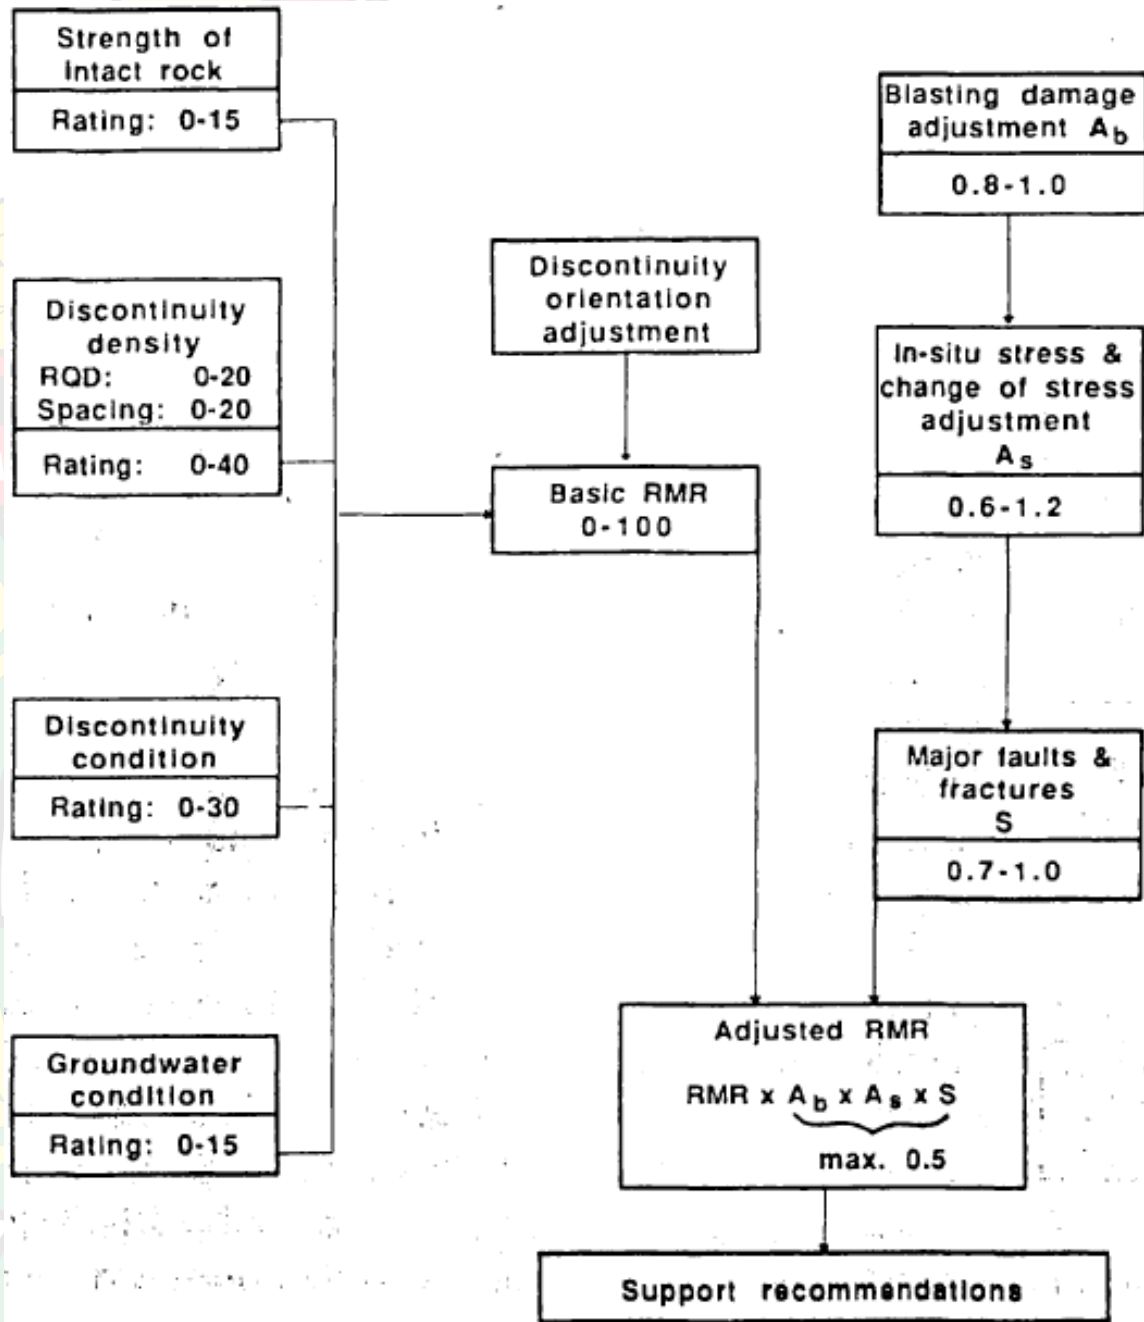 Strength of
intact rock
Rating: 0-15
Discontinuity
density
RQD: 0-20
Spacing: 0-20
Rating: 0-40
Discontinuity
condition
Rating: 0-30
Groundwater
condition
Rating: 0-15
Discontinuity
orientation
adjustment
Basic RMR
0-100
Blasting damage
adjustment Ab
0.8-1.0
In-situ stress &
change of stress
adjustment
As
0.6-1.2
Major faults &
fractures
S
0.7-1.0
Adjusted RMR
RMR x Ab x As x S
max. 0.5
Support recommendations